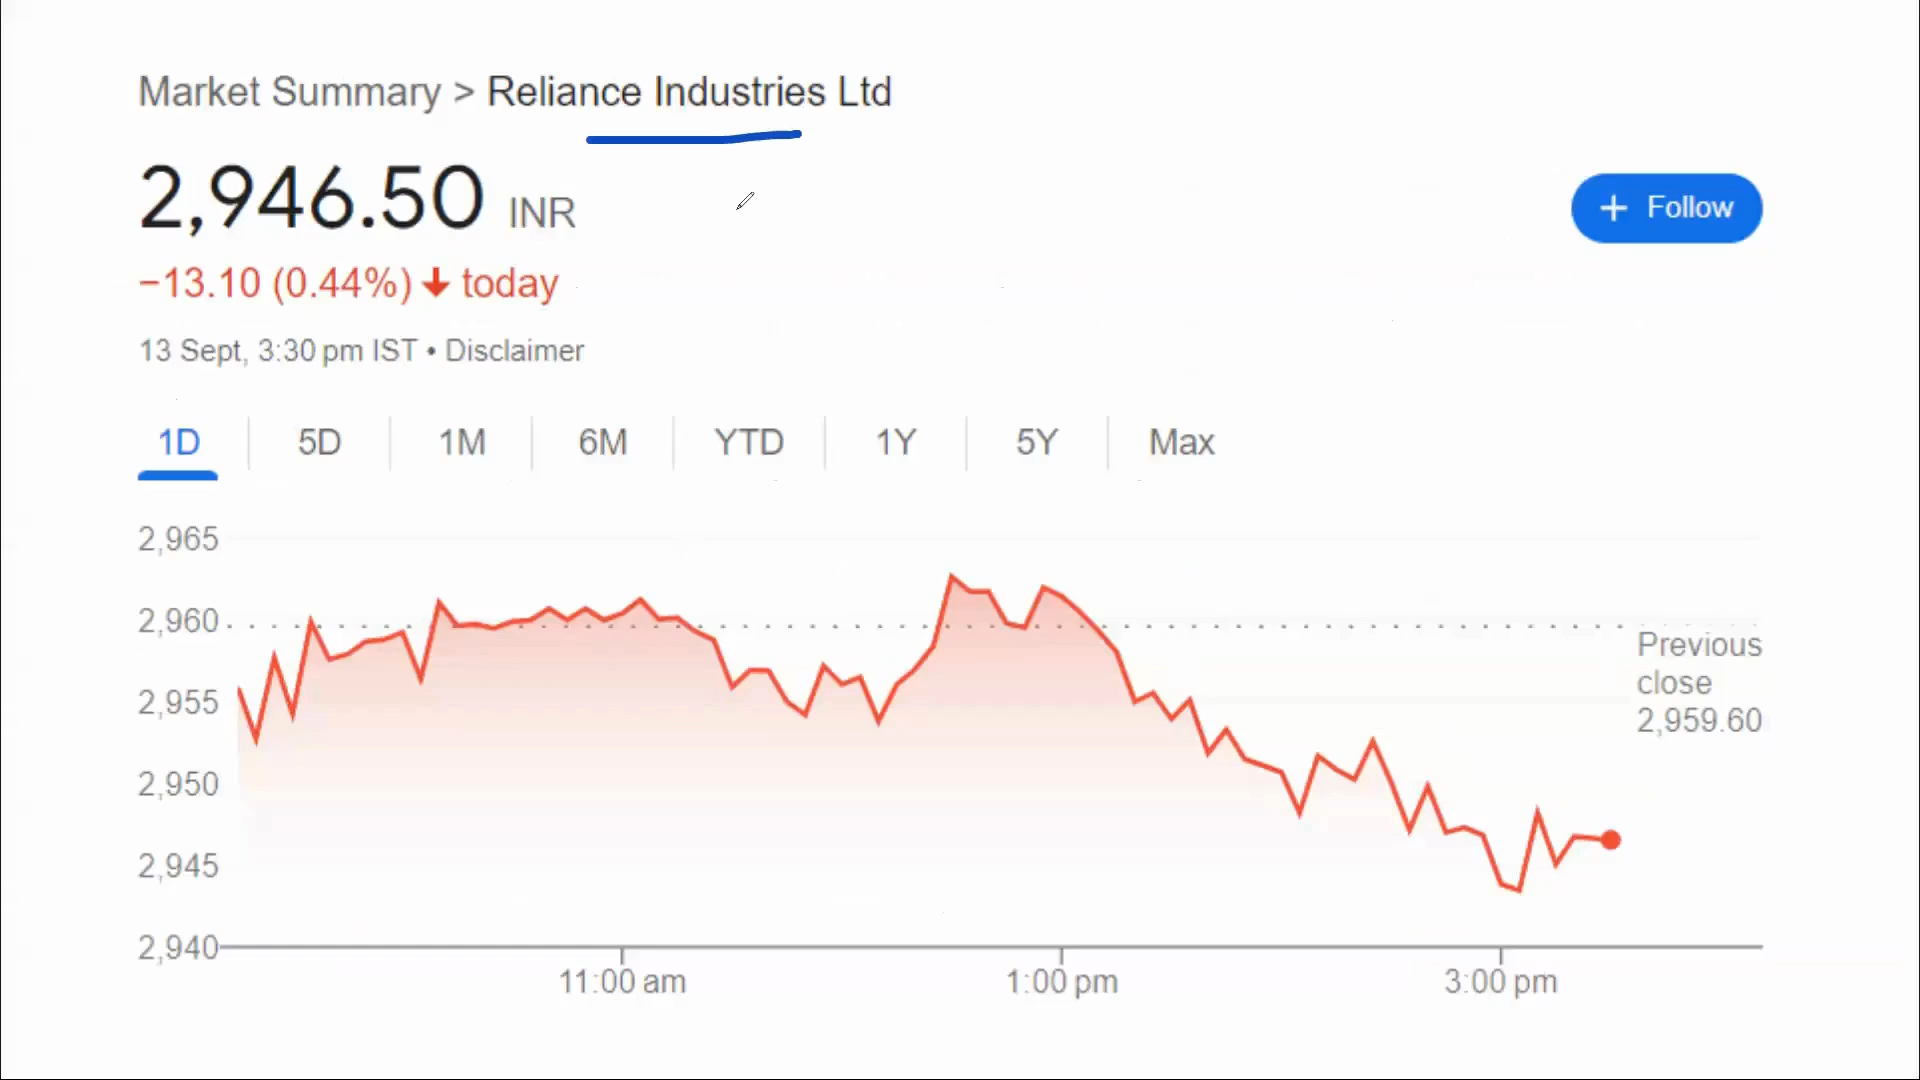 Market Summary > Reliance Industries Ltd
2,946.50 INR
+ Follow
−13.10 (0.44%) ↓ today
13 Sept, 3:30 pm IST • Disclaimer
1D 5D 1M 6M YTD 1Y 5Y Max
2,965
2,960
2,955
2,950
2,945
2,940
Previous
close
2,959.60
11:00 am 1:00 pm 3:00 pm